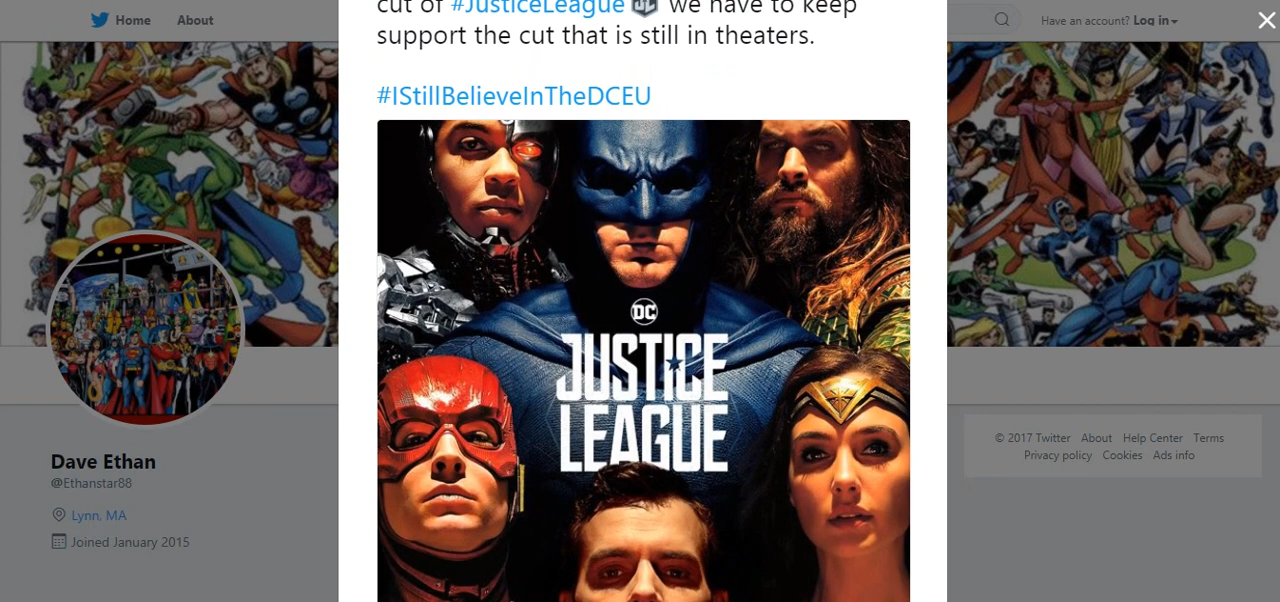 Home About
Have an account? Log in
cut of #JusticeLeague we have to keep
support the cut that is still in theaters.
#IStillBelieveInTheDCEU
DC
JUSTICE
LEAGUE
Dave Ethan
@Ethanstar88
Lynn, MA
Joined January 2015
© 2017 Twitter About Help Center Terms
Privacy policy Cookies Ads info